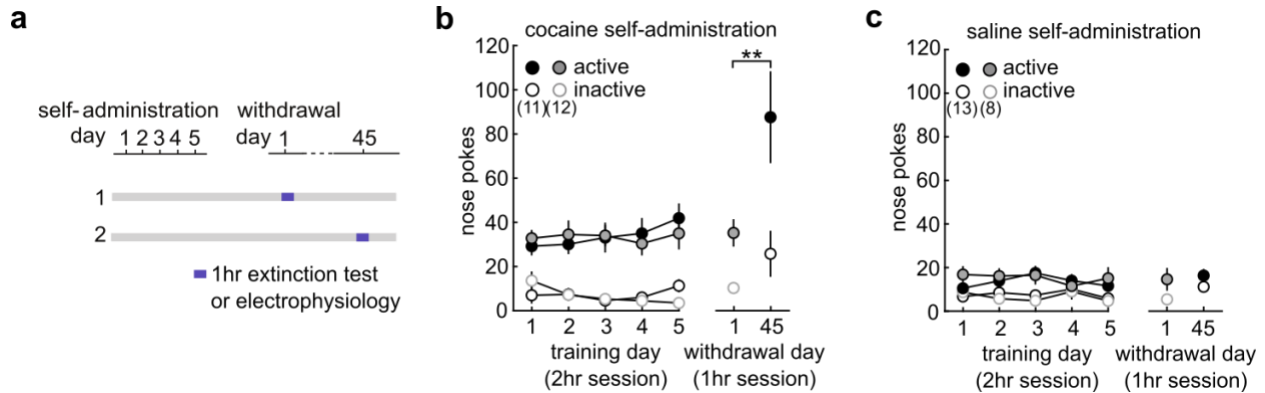 a
self-administration withdrawal
day 1 2 3 4 5 day 1 45
1
2
1hr extinction test
or electrophysiology
b
cocaine self-administration
120
100
80
60
40
20
0
nose pokes
active
inactive
(11)(12)
**
1 2 3 4 5 1 45
training day withdrawal day
(2hr session) (1hr session)
c
saline self-administration
120
100
80
60
40
20
0
nose pokes
active
inactive
(13)(8)
1 2 3 4 5 1 45
training day withdrawal day
(2hr session) (1hr session)